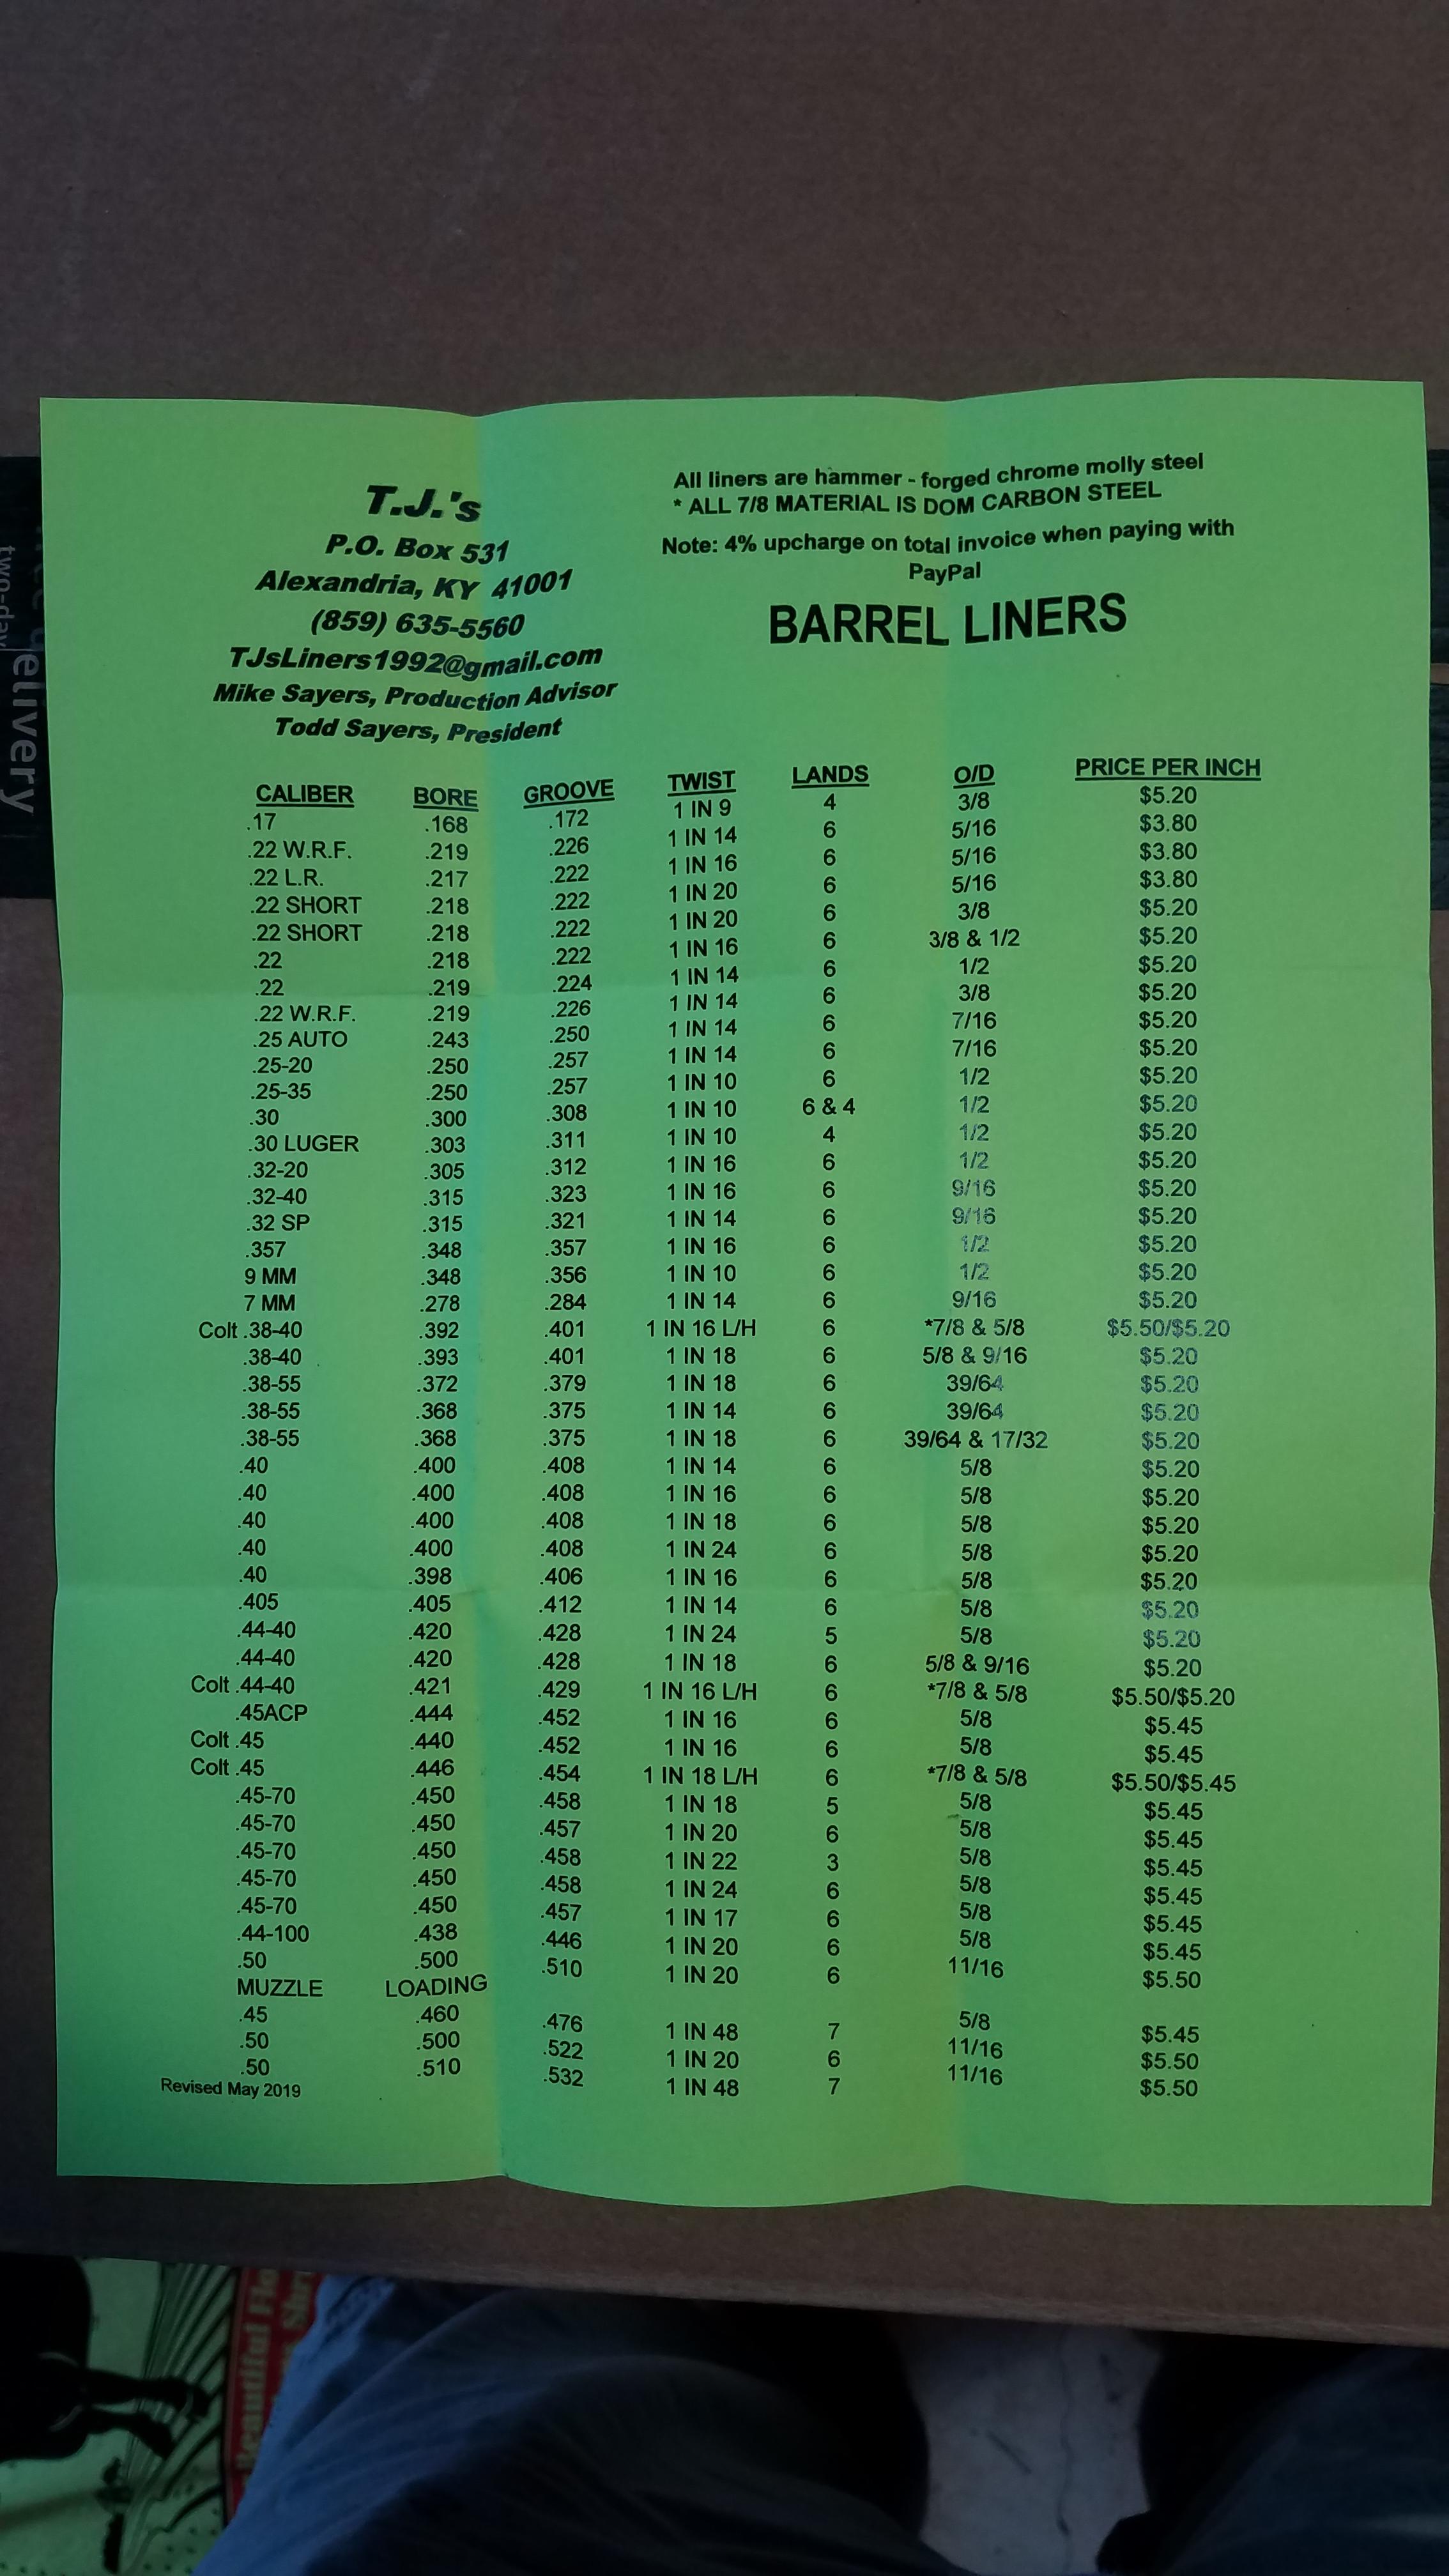 T.J.'s
P.O. Box 531
Alexandria, KY 41001
(859) 635-5560
TJsLiners1992@gmail.com
Mike Sayers, Production Advisor
Todd Sayers, President
All liners are hammer - forged chrome molly steel
* ALL 7/8 MATERIAL IS DOM CARBON STEEL
Note: 4% upcharge on total invoice when paying with
PayPal
BARREL LINERS
CALIBER BORE GROOVE TWIST LANDS O/D PRICE PER INCH
.17 .168 .172 1 IN 9 4 3/8 $5.20
.22 W.R.F. .219 .226 1 IN 14 6 5/16 $3.80
.22 L.R. .217 .222 1 IN 16 6 5/16 $3.80
.22 SHORT .218 .222 1 IN 20 6 5/16 $3.80
.22 SHORT .218 .222 1 IN 20 6 3/8 $5.20
.22 .218 .222 1 IN 16 6 3/8 & 1/2 $5.20
.22 .219 .224 1 IN 14 6 1/2 $5.20
.22 W.R.F. .219 .226 1 IN 14 6 3/8 $5.20
.25 AUTO .243 .250 1 IN 14 6 7/16 $5.20
.25-20 .250 .257 1 IN 14 6 7/16 $5.20
.25-35 .250 .257 1 IN 10 6 1/2 $5.20
.30 .300 .308 1 IN 10 6 & 4 1/2 $5.20
.30 LUGER .303 .311 1 IN 10 4 1/2 $5.20
.32-20 .305 .312 1 IN 16 6 1/2 $5.20
.32-40 .315 .323 1 IN 16 6 9/16 $5.20
.32 SP .315 .321 1 IN 14 6 9/16 $5.20
.357 .348 .357 1 IN 16 6 1/2 $5.20
9 MM .348 .356 1 IN 10 6 1/2 $5.20
7 MM .278 .284 1 IN 14 6 9/16 $5.20
Colt .38-40 .392 .401 1 IN 16 L/H 6 *7/8 & 5/8 $5.50/$5.20
.38-40 .393 .401 1 IN 18 6 5/8 & 9/16 $5.20
.38-55 .372 .379 1 IN 18 6 39/64 $5.20
.38-55 .368 .375 1 IN 14 6 39/64 $5.20
.38-55 .368 .375 1 IN 18 6 39/64 & 17/32 $5.20
.40 .400 .408 1 IN 14 6 5/8 $5.20
.40 .400 .408 1 IN 16 6 5/8 $5.20
.40 .400 .408 1 IN 18 6 5/8 $5.20
.40 .400 .408 1 IN 24 6 5/8 $5.20
.40 .398 .406 1 IN 16 6 5/8 $5.20
.405 .405 .412 1 IN 14 6 5/8 $5.20
.44-40 .420 .428 1 IN 24 5 5/8 $5.20
.44-40 .420 .428 1 IN 18 6 5/8 & 9/16 $5.20
Colt .44-40 .421 .429 1 IN 16 L/H 6 *7/8 & 5/8 $5.50/$5.20
.45ACP .444 .452 1 IN 16 6 5/8 $5.45
Colt .45 .440 .452 1 IN 16 6 5/8 $5.45
Colt .45 .446 .454 1 IN 18 L/H 6 *7/8 & 5/8 $5.50/$5.45
.45-70 .450 .458 1 IN 18 5 5/8 $5.45
.45-70 .450 .457 1 IN 20 6 5/8 $5.45
.45-70 .450 .458 1 IN 22 3 5/8 $5.45
.45-70 .450 .458 1 IN 24 6 5/8 $5.45
.45-70 .450 .457 1 IN 17 6 5/8 $5.45
.44-100 .438 .446 1 IN 20 6 5/8 $5.45
.50 .500 .510 1 IN 20 6 11/16 $5.50
MUZZLE LOADING
.45 .460 .476 1 IN 48 7 5/8 $5.45
.50 .500 .522 1 IN 20 6 11/16 $5.50
.50 .510 .532 1 IN 48 7 11/16 $5.50
Revised May 2019
two-day
elivery
Beautiful Flo